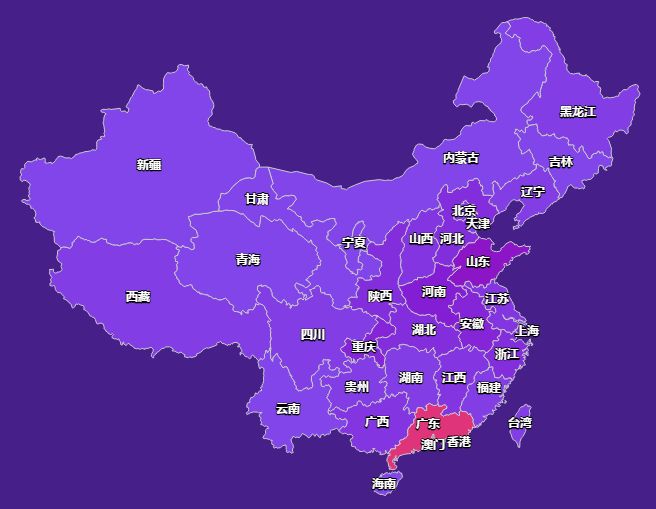 黑龙江
内蒙古
吉林
新疆
辽宁
甘肃
北京
天津
宁夏
山西
河北
青海
山东
西藏
陕西
河南
江苏
安徽
上海
湖北
四川
重庆
浙江
湖南
江西
贵州
福建
云南
广西
广东
台湾
澳门
香港
海南